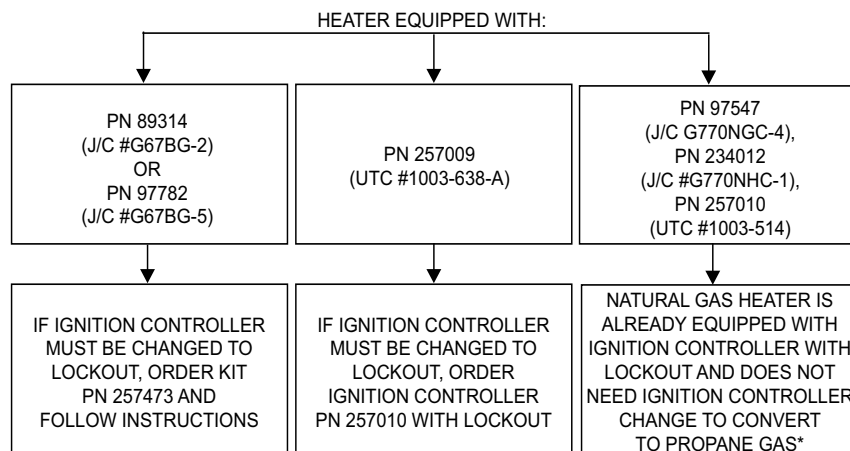 HEATER EQUIPPED WITH:
PN 89314
(J/C #G67BG-2)
OR
PN 97782
(J/C #G67BG-5)
PN 257009
(UTC #1003-638-A)
PN 97547
(J/C G770NGC-4),
PN 234012
(J/C #G770NHC-1),
PN 257010
(UTC #1003-514)
IF IGNITION CONTROLLER
MUST BE CHANGED TO
LOCKOUT, ORDER KIT
PN 257473 AND
FOLLOW INSTRUCTIONS
IF IGNITION CONTROLLER
MUST BE CHANGED TO
LOCKOUT, ORDER
IGNITION CONTROLLER
PN 257010 WITH LOCKOUT
NATURAL GAS HEATER IS
ALREADY EQUIPPED WITH
IGNITION CONTROLLER WITH
LOCKOUT AND DOES NOT
NEED IGNITION CONTROLLER
CHANGE TO CONVERT
TO PROPANE GAS*